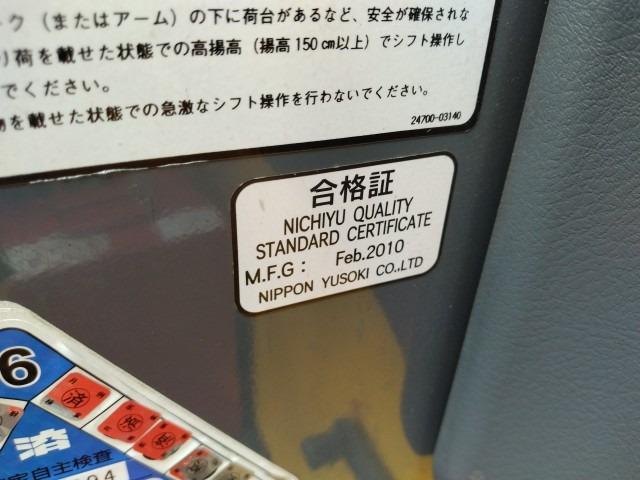 ク（またはアーム）の下に荷台があるなど、安全が確保されな
り荷を載せた状態での高揚高（揚高150cm以上）でシフト操作し
でください。
物を載せた状態での急激なシフト操作を行わないでください。
24700-03140
合格証
NICHIYU QUALITY
STANDARD CERTIFICATE
M.F.G : Feb.2010
NIPPON YUSOKI CO.,LTD
6
済
済
済
済
定自主検査